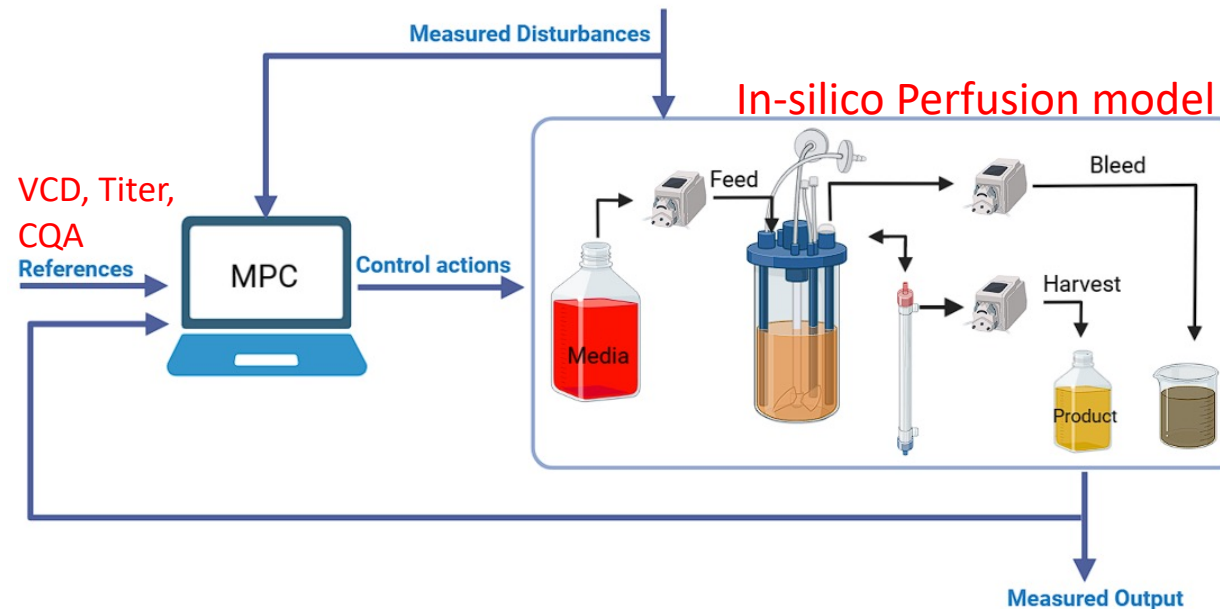 Measured Disturbances
In-silico Perfusion model
VCD, Titer,
CQA
References
MPC
Control actions
Feed
Bleed
Media
Harvest
Product
Measured Output